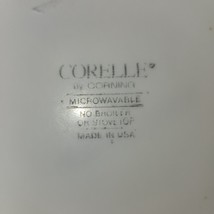 CORELLE®
By CORNING
MICROWAVABLE
NO BROILER
OR STOVETOP
MADE IN USA